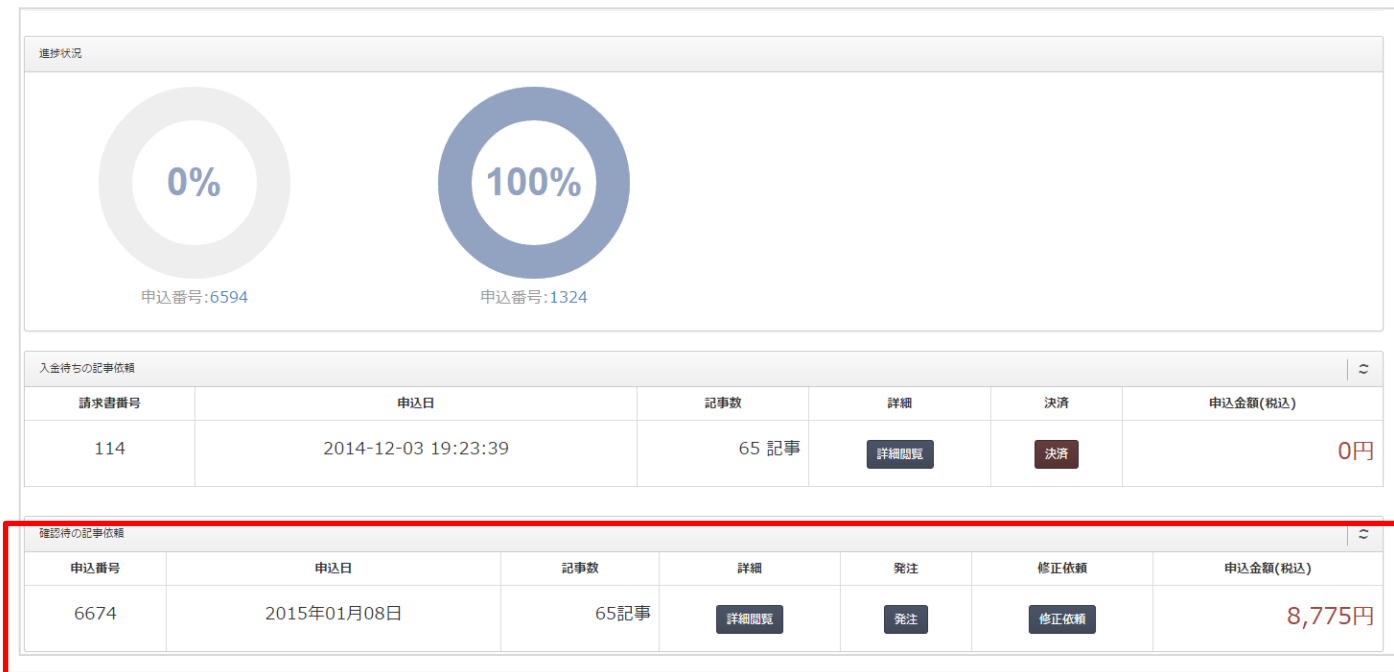 進捗状況
0% 100%
申込番号:6594 申込番号:1324
入金待ちの記事依頼
請求書番号 申込日 記事数 詳細 決済 申込金額(税込)
114 2014-12-03 19:23:39 65 記事 詳細閲覧 決済 0円
確認待の記事依頼
申込番号 申込日 記事数 詳細 発注 修正依頼 申込金額(税込)
6674 2015年01月08日 65記事 詳細閲覧 発注 修正依頼 8,775円